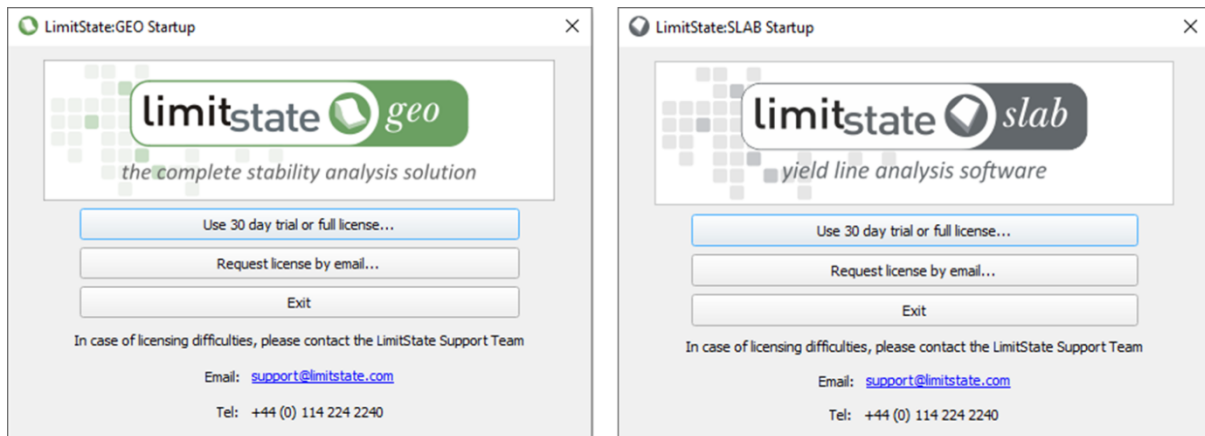 LimitState:GEO Startup
limitstate geo
the complete stability analysis solution
Use 30 day trial or full license...
Request license by email...
Exit
In case of licensing difficulties, please contact the LimitState Support Team
Email: support@limitstate.com
Tel: +44 (0) 114 224 2240
LimitState:SLAB Startup
limitstate slab
yield line analysis software
Use 30 day trial or full license...
Request license by email...
Exit
In case of licensing difficulties, please contact the LimitState Support Team
Email: support@limitstate.com
Tel: +44 (0) 114 224 2240